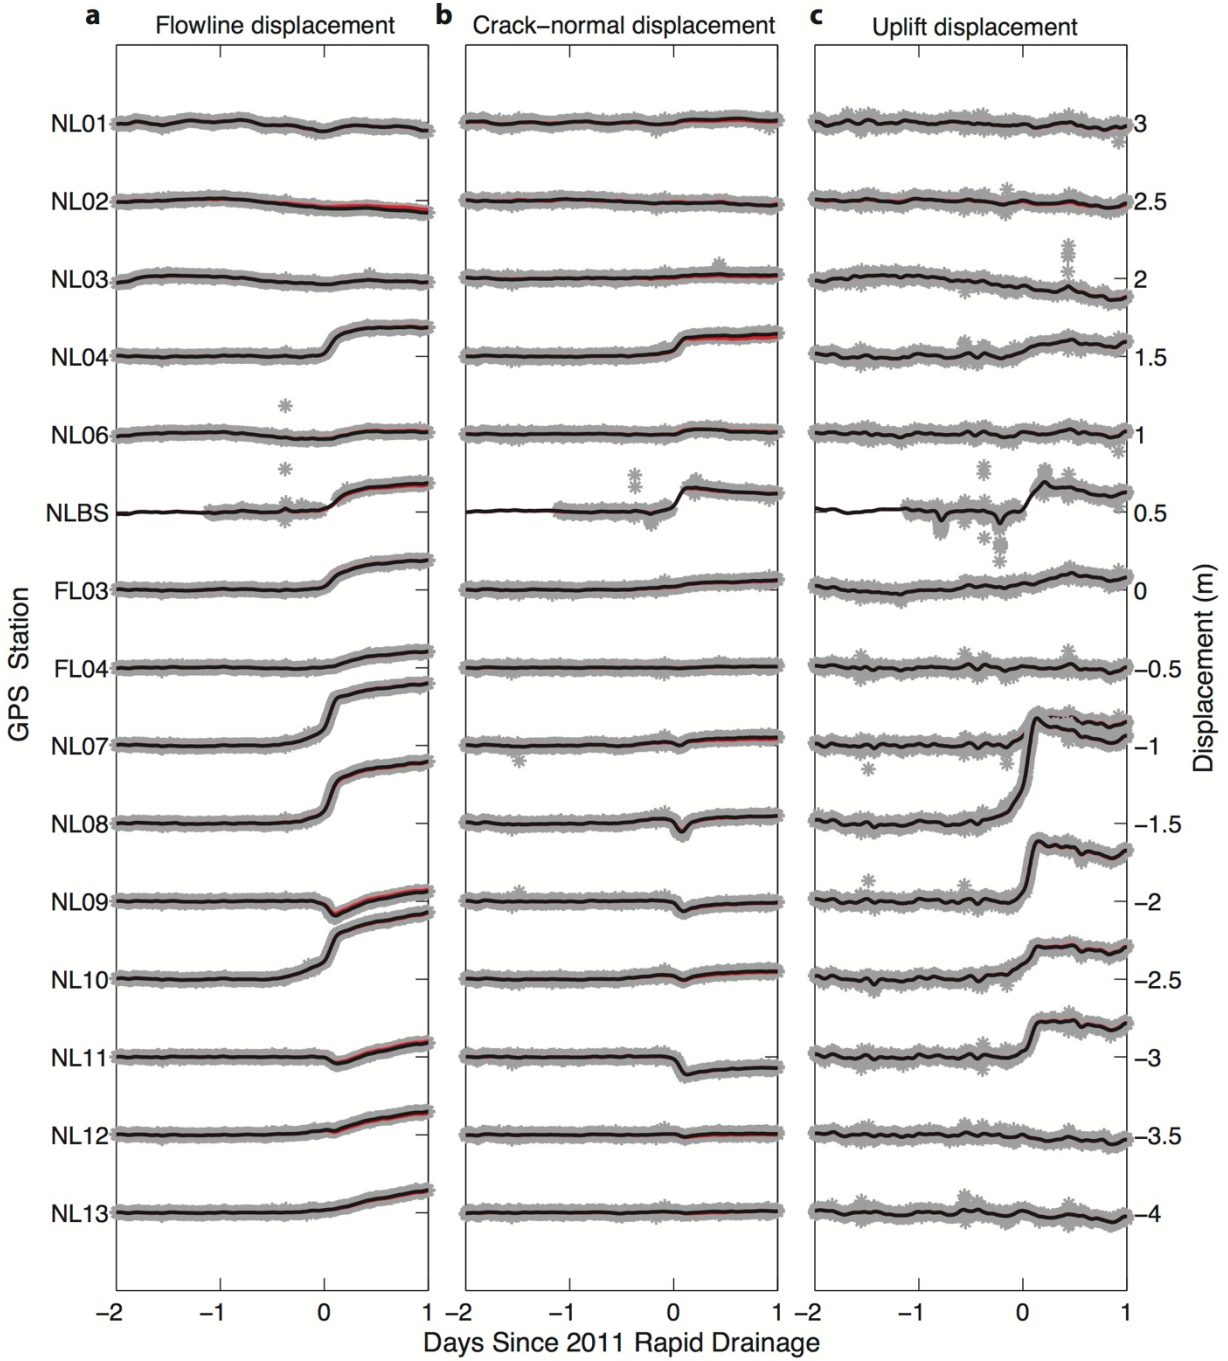 a Flowline displacement b Crack–normal displacement c Uplift displacement
NL01 3
NL02 2.5
NL03 2
NL04 1.5
NL06 1
NLBS 0.5
FL03 0
FL04 −0.5
NL07 −1
NL08 −1.5
NL09 −2
NL10 −2.5
NL11 −3
NL12 −3.5
NL13 −4
GPS Station
Displacement (m)
−2 −1 0 1 −2 −1 0 1 −2 −1 0 1
Days Since 2011 Rapid Drainage